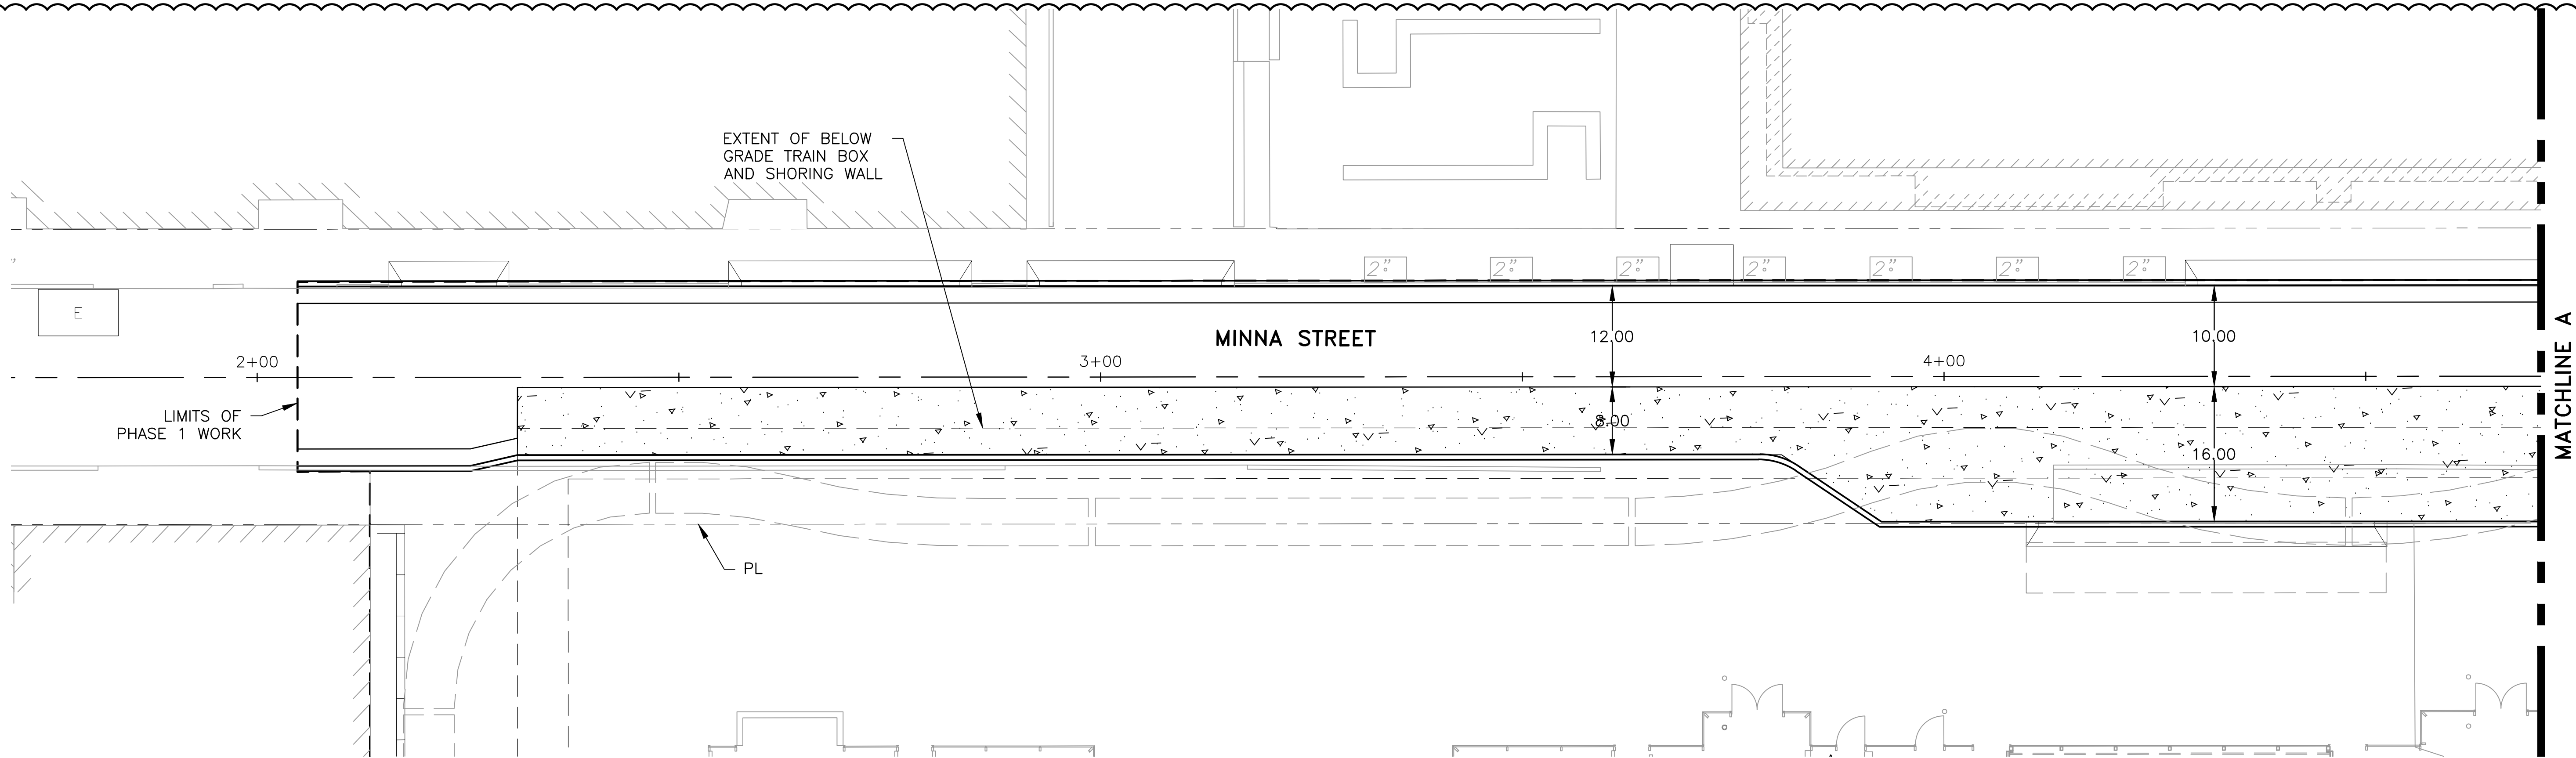 EXTENT OF BELOW
GRADE TRAIN BOX
AND SHORING WALL
2"
2"
2"
2"
2"
2"
2"
E
MINNA STREET
12.00
10.00
2+00
3+00
4+00
LIMITS OF
PHASE 1 WORK
8.00
16.00
PL
MATCHLINE A